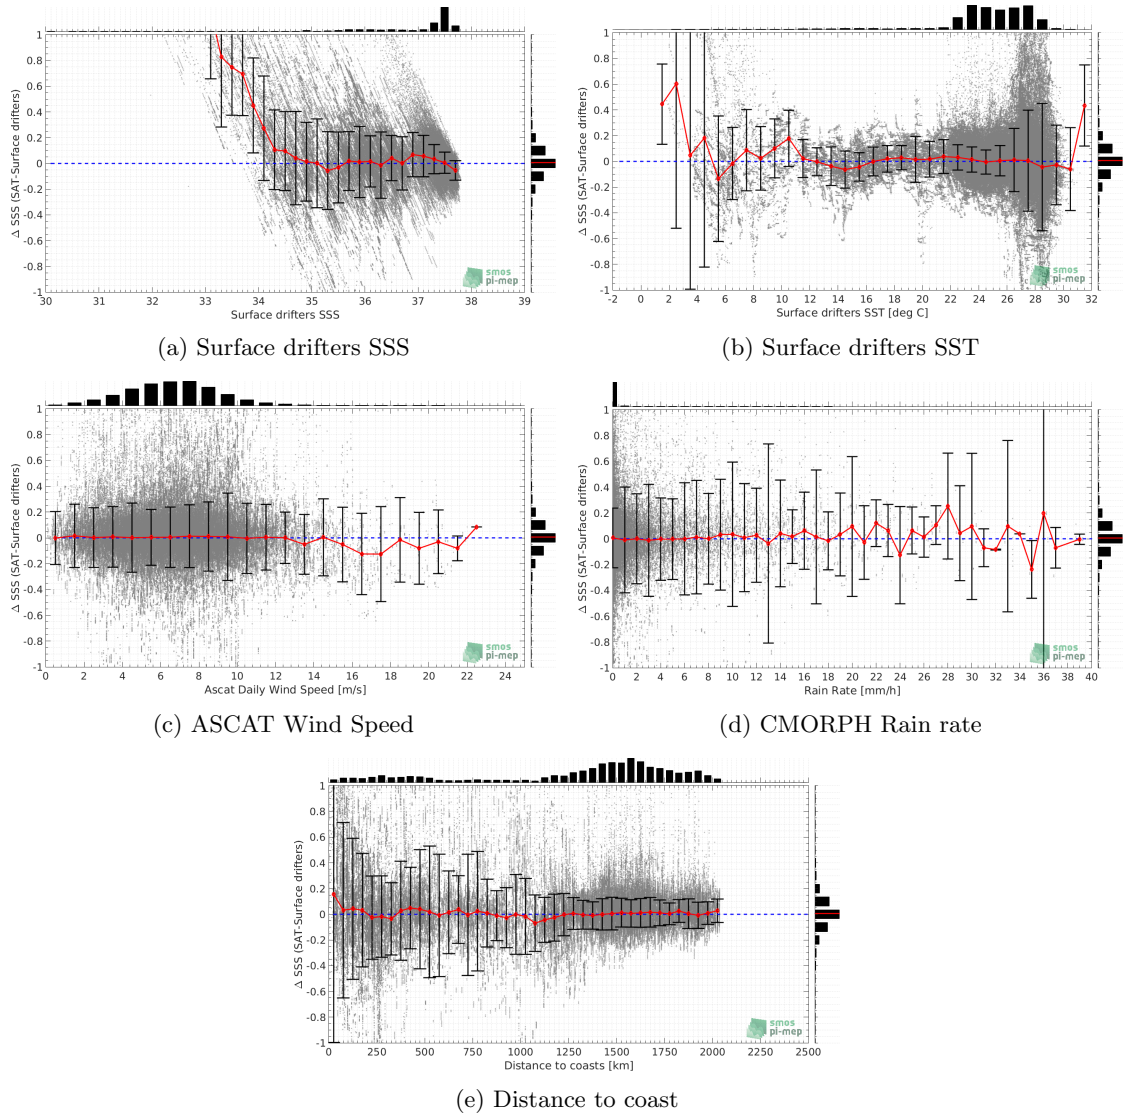 Δ SSS (SAT-Surface drifters)
1
0.8
0.6
0.4
0.2
0
-0.2
-0.4
-0.6
-0.8
-1
30 31 32 33 34 35 36 37 38 39
Surface drifters SSS
smos
pi-mep
(a) Surface drifters SSS
Δ SSS (SAT-Surface drifters)
1
0.8
0.6
0.4
0.2
0
-0.2
-0.4
-0.6
-0.8
-1
-2 0 2 4 6 8 10 12 14 16 18 20 22 24 26 28 30 32
Surface drifters SST [deg C]
smos
pi-mep
(b) Surface drifters SST
Δ SSS (SAT-Surface drifters)
1
0.8
0.6
0.4
0.2
0
-0.2
-0.4
-0.6
-0.8
-1
0 2 4 6 8 10 12 14 16 18 20 22 24
Ascat Daily Wind Speed [m/s]
smos
pi-mep
(c) ASCAT Wind Speed
Δ SSS (SAT-Surface drifters)
1
0.8
0.6
0.4
0.2
0
-0.2
-0.4
-0.6
-0.8
-1
0 2 4 6 8 10 12 14 16 18 20 22 24 26 28 30 32 34 36 38 40
Rain Rate [mm/h]
smos
pi-mep
(d) CMORPH Rain rate
Δ SSS (SAT-Surface drifters)
1
0.8
0.6
0.4
0.2
0
-0.2
-0.4
-0.6
-0.8
-1
0 250 500 750 1000 1250 1500 1750 2000 2250 2500
Distance to coasts [km]
smos
pi-mep
(e) Distance to coast